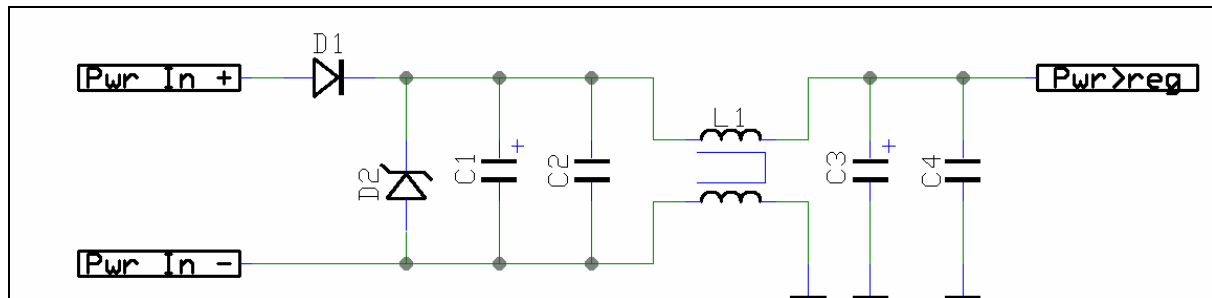 D1
Pwr In + Pwr>reg
L1
+ +
D2 C1 C2 C3 C4
Pwr In -